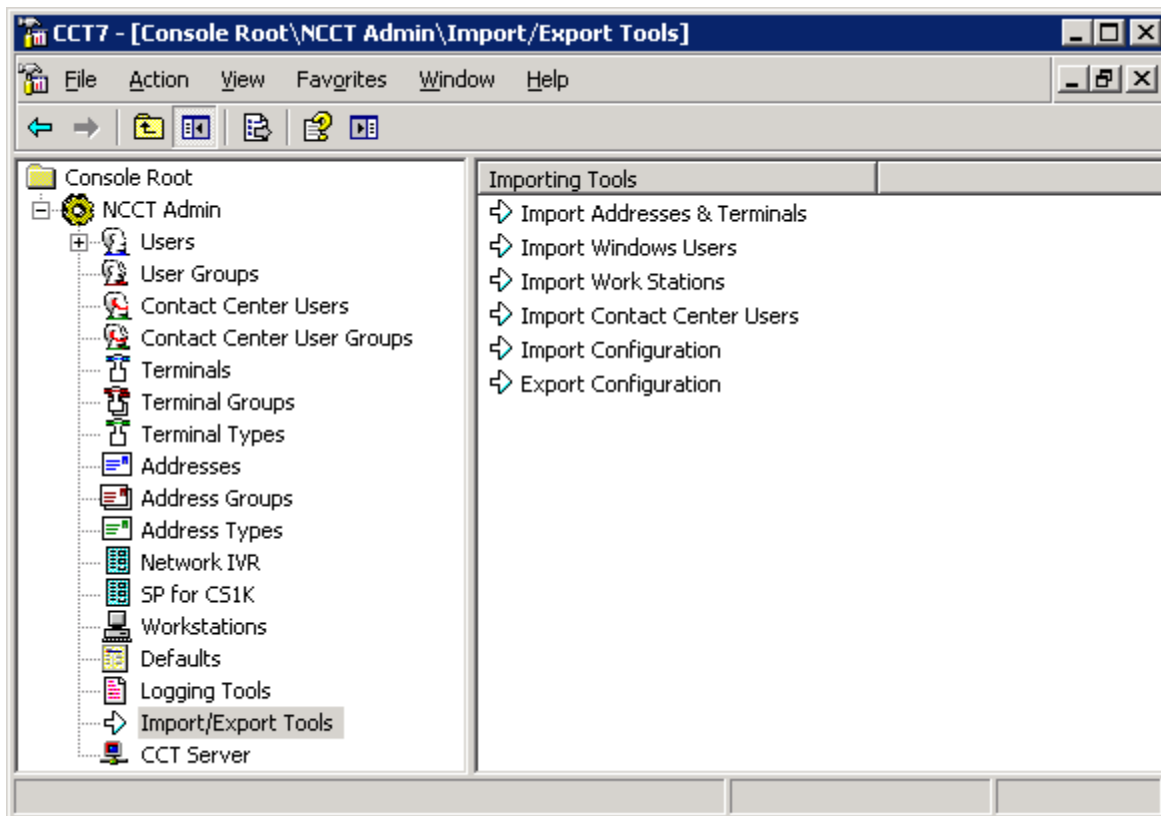 CCT7 - [Console Root\NCCT Admin\Import/Export Tools]
File Action View Favorites Window Help
Console Root
NCCT Admin
Users
User Groups
Contact Center Users
Contact Center User Groups
Terminals
Terminal Groups
Terminal Types
Addresses
Address Groups
Address Types
Network IVR
SP for CS1K
Workstations
Defaults
Logging Tools
Import/Export Tools
CCT Server
Importing Tools
Import Addresses & Terminals
Import Windows Users
Import Work Stations
Import Contact Center Users
Import Configuration
Export Configuration